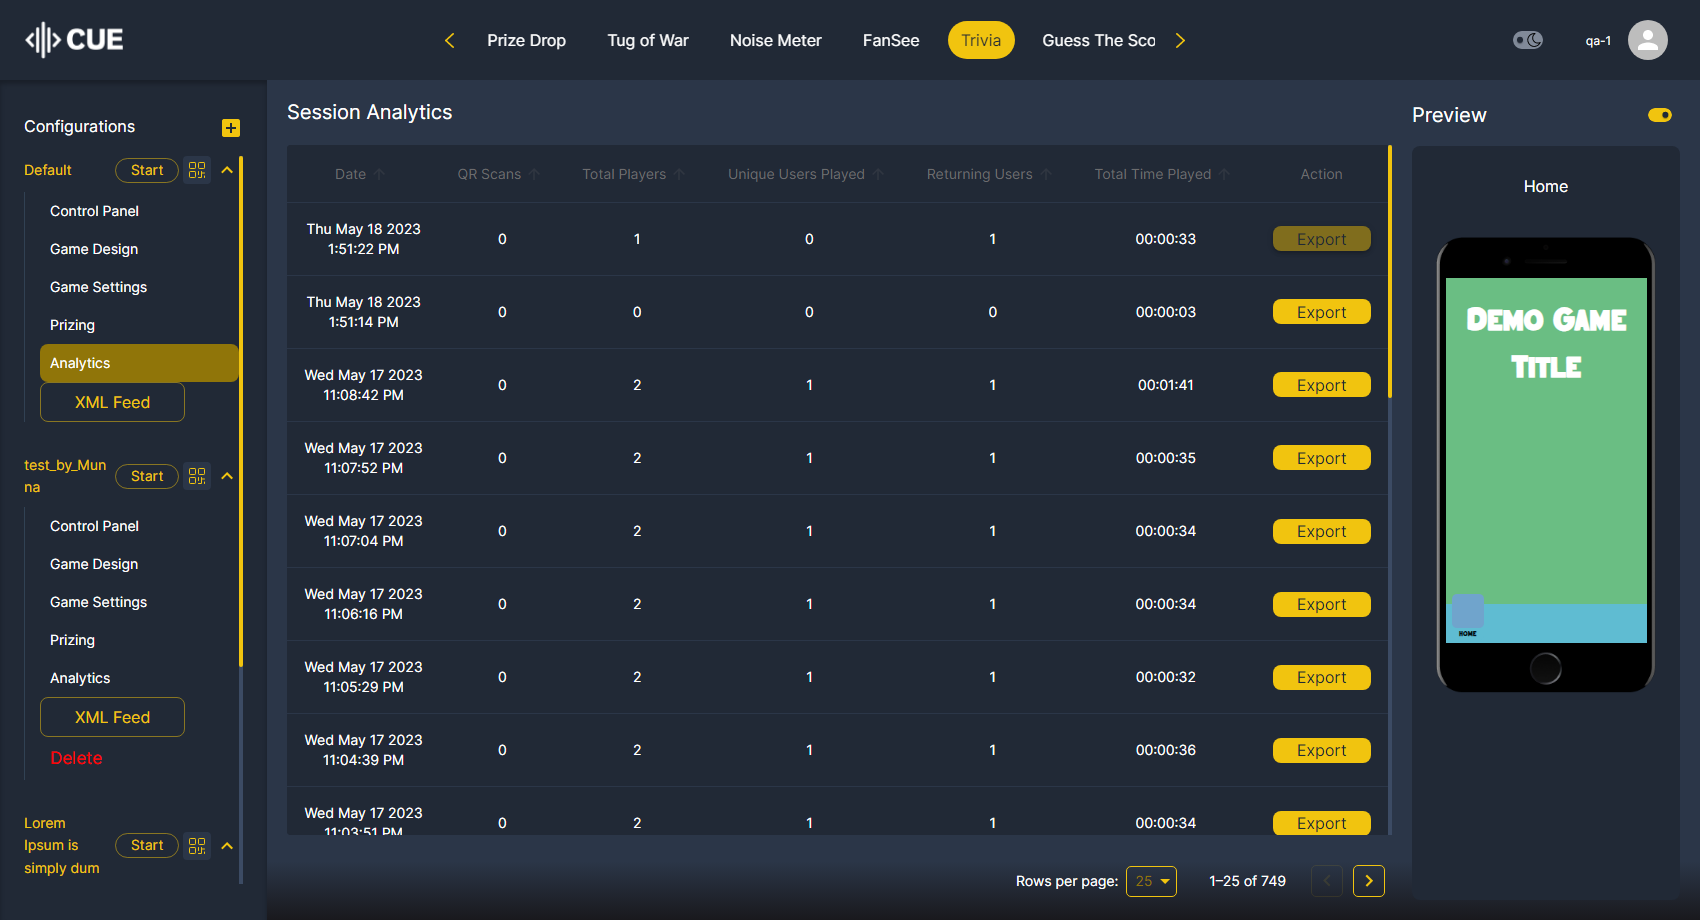 CUE
Prize Drop
Tug of War
Noise Meter
FanSee
Trivia
Guess The Sco
qa-1
Configurations
Default
Start
Control Panel
Game Design
Game Settings
Prizing
Analytics
XML Feed
test_by_Mun
na
Start
Control Panel
Game Design
Game Settings
Prizing
Analytics
XML Feed
Delete
Lorem
Ipsum is
simply dum
Start
Session Analytics
Date QR Scans Total Players Unique Users Played Returning Users Total Time Played Action
Thu May 18 2023
1:51:22 PM
0 1 0 1 00:00:33 Export
Thu May 18 2023
1:51:14 PM
0 0 0 0 00:00:03 Export
Wed May 17 2023
11:08:42 PM
0 2 1 1 00:01:41 Export
Wed May 17 2023
11:07:52 PM
0 2 1 1 00:00:35 Export
Wed May 17 2023
11:07:04 PM
0 2 1 1 00:00:34 Export
Wed May 17 2023
11:06:16 PM
0 2 1 1 00:00:34 Export
Wed May 17 2023
11:05:29 PM
0 2 1 1 00:00:32 Export
Wed May 17 2023
11:04:39 PM
0 2 1 1 00:00:36 Export
Wed May 17 2023
11:03:51 PM
0 2 1 1 00:00:34 Export
Rows per page: 25 1–25 of 749
Preview
Home
Demo Game
Title
HOME